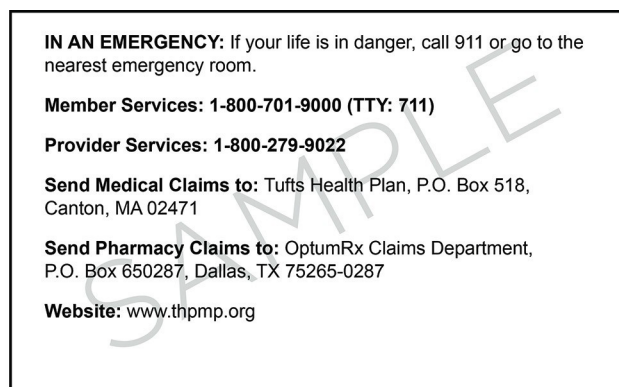 IN AN EMERGENCY: If your life is in danger, call 911 or go to the
nearest emergency room.
Member Services: 1-800-701-9000 (TTY: 711)
Provider Services: 1-800-279-9022
Send Medical Claims to: Tufts Health Plan, P.O. Box 518,
Canton, MA 02471
Send Pharmacy Claims to: OptumRx Claims Department,
P.O. Box 650287, Dallas, TX 75265-0287
Website: www.thpmp.org
SAMPLE